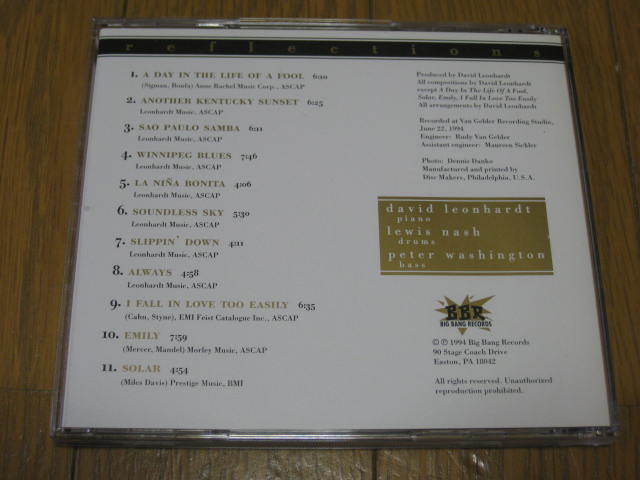 reflections
1. A DAY IN THE LIFE OF A FOOL 6:20
(Sigman, Bonfa) Anne Rachel Music Corp., ASCAP
2. ANOTHER KENTUCKY SUNSET 6:25
Leonhardt Music, ASCAP
3. SAO PAULO SAMBA 6:11
Leonhardt Music, ASCAP
4. WINNIPEG BLUES 7:46
Leonhardt Music, ASCAP
5. LA NIÑA BONITA 4:06
Leonhardt Music, ASCAP
6. SOUNDLESS SKY 5:30
Leonhardt Music, ASCAP
7. SLIPPIN' DOWN 4:11
Leonhardt Music, ASCAP
8. ALWAYS 4:58
Leonhardt Music, ASCAP
9. I FALL IN LOVE TOO EASILY 6:35
(Cahn, Styne), EMI Feist Catalogue Inc., ASCAP
10. EMILY 7:59
(Mercer, Mandel) Morley Music, ASCAP
11. SOLAR 4:54
(Miles Davis) Prestige Music, BMI
Produced by David Leonhardt
All compositions by David Leonhardt
except A Day In The Life Of A Fool,
Solar, Emily, I Fall In Love Too Easily
All arrangements by David Leonhardt
Recorded at Van Gelder Recording Studio,
June 22, 1994
Engineer: Rudy Van Gelder
Assistant engineer: Maureen Sickler
Photo: Dennis Danko
Manufactured and printed by
Disc Makers, Philadelphia, U.S.A.
david leonhardt
piano
lewis nash
drums
peter washington
bass
BBR
BIG BANG RECORDS
© ℗ 1994 Big Bang Records
90 Stage Coach Drive
Easton, PA 18042
All rights reserved. Unauthorized
reproduction prohibited.